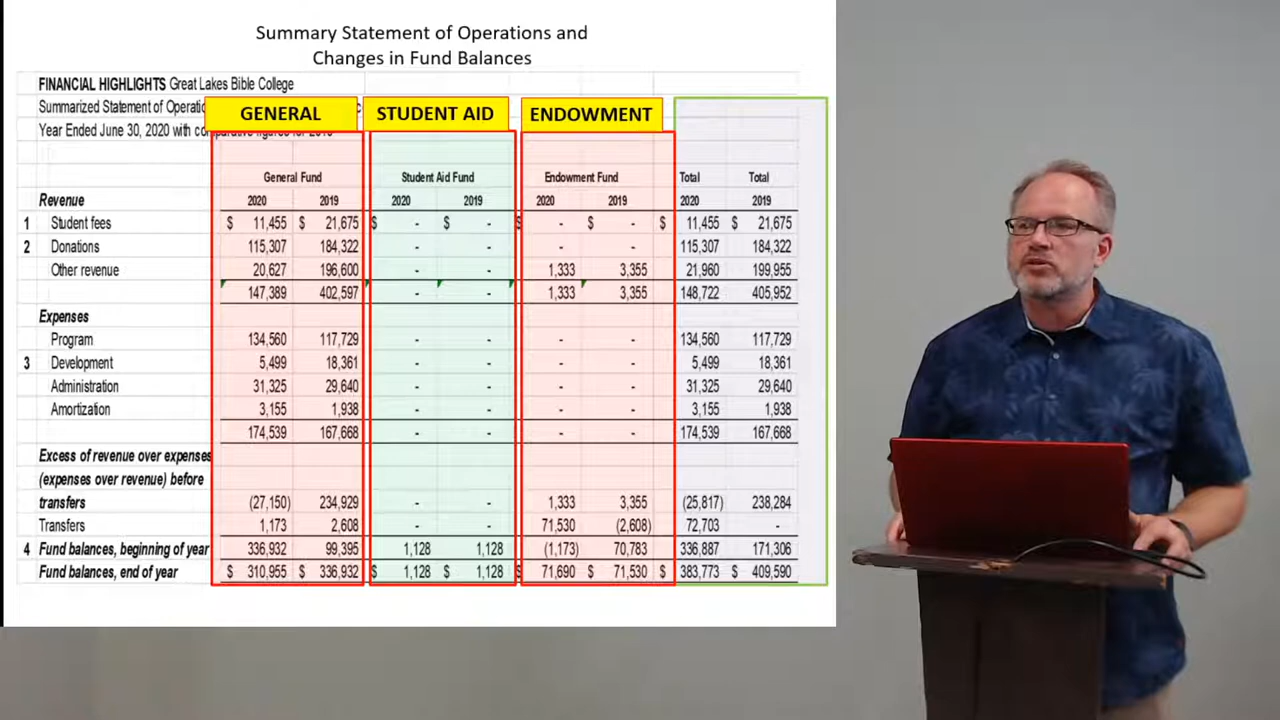 Summary Statement of Operations and
Changes in Fund Balances
FINANCIAL HIGHLIGHTS Great Lakes Bible College
Summarized Statement of Operatio
Year Ended June 30, 2020 with
GENERAL STUDENT AID ENDOWMENT
General Fund Student Aid Fund Endowment Fund Total Total
Revenue 2020 2019 2020 2019 2020 2019 2020 2019
1 Student fees $ 11,455 $ 21,675 $ - $ - $ - $ - $ 11,455 $ 21,675
2 Donations 115,307 184,322 - - - - 115,307 184,322
Other revenue 20,627 196,600 - - 1,333 3,355 21,960 199,955
147,389 402,597 - - 1,333 3,355 148,722 405,952
Expenses
Program 134,560 117,729 - - - - 134,560 117,729
3 Development 5,499 18,361 - - - - 5,499 18,361
Administration 31,325 29,640 - - - - 31,325 29,640
Amortization 3,155 1,938 - - - - 3,155 1,938
174,539 167,668 - - - - 174,539 167,668
Excess of revenue over expenses
(expenses over revenue) before
transfers (27,150) 234,929 - - 1,333 3,355 (25,817) 238,284
Transfers 1,173 2,608 - - 71,530 (2,608) 72,703 -
4 Fund balances, beginning of year 336,932 99,395 1,128 1,128 (1,173) 70,783 336,887 171,306
Fund balances, end of year $ 310,955 $ 336,932 $ 1,128 $ 1,128 $ 71,690 $ 71,530 $ 383,773 $ 409,590